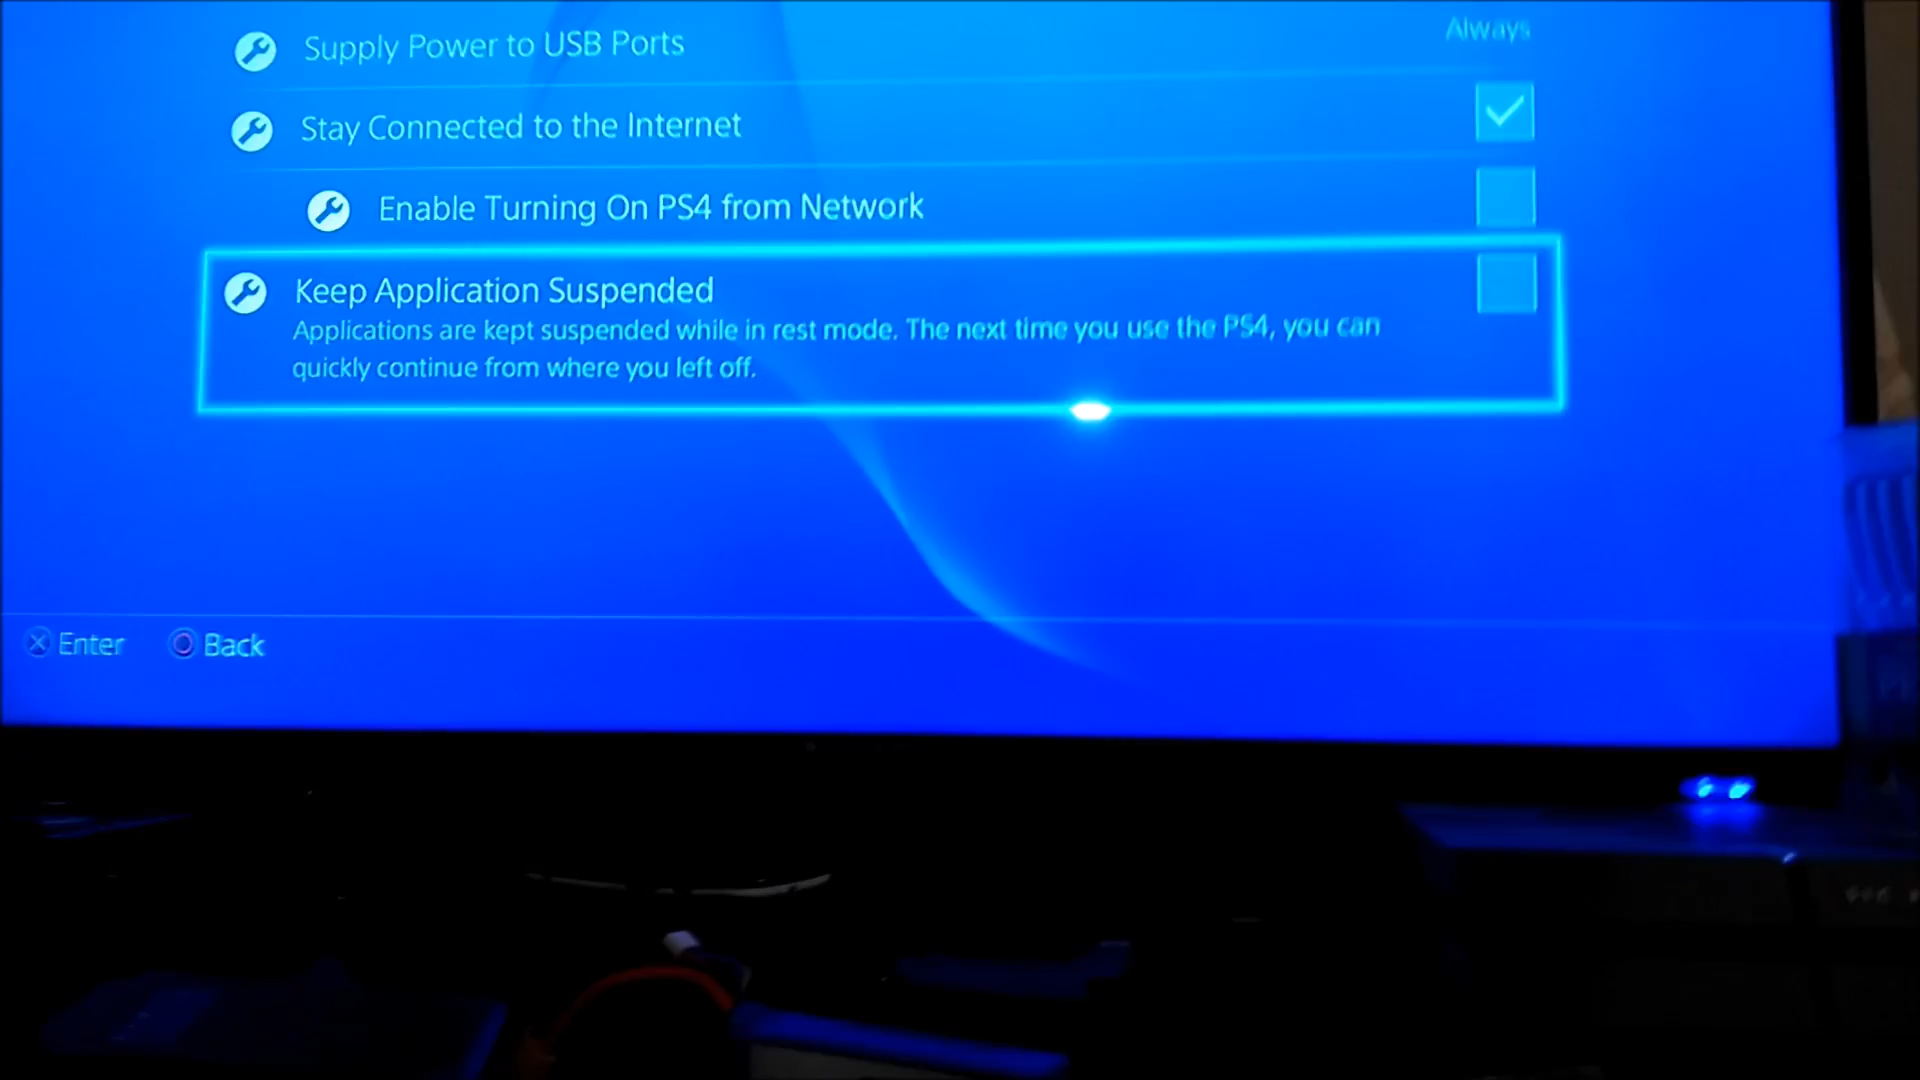 Supply Power to USB Ports
Always
Stay Connected to the Internet
Enable Turning On PS4 from Network
Keep Application Suspended
Applications are kept suspended while in rest mode. The next time you use the PS4, you can
quickly continue from where you left off.
Enter
Back